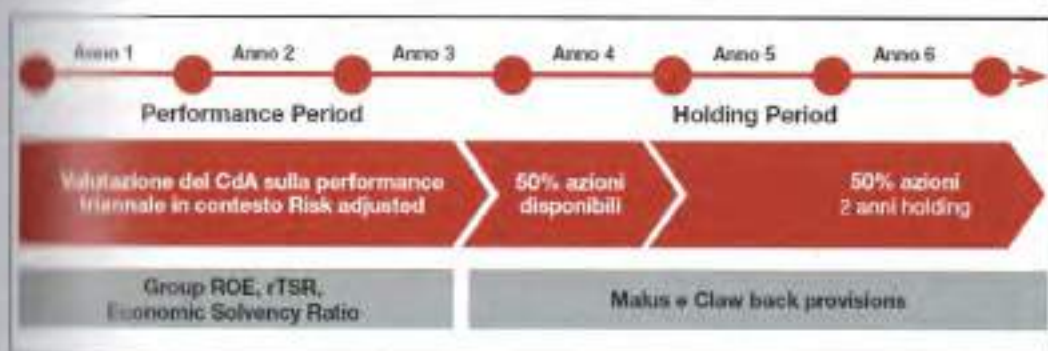 Anno 1 Anno 2 Anno 3 Anno 4 Anno 5 Anno 6
Performance Period Holding Period
Valutazione del CdA sulla performance
triennale in contesto Risk adjusted
50% azioni
disponibili
50% azioni
2 anni holding
Group ROE, rTSR,
Economic Solvency Ratio
Malus e Claw back provisions